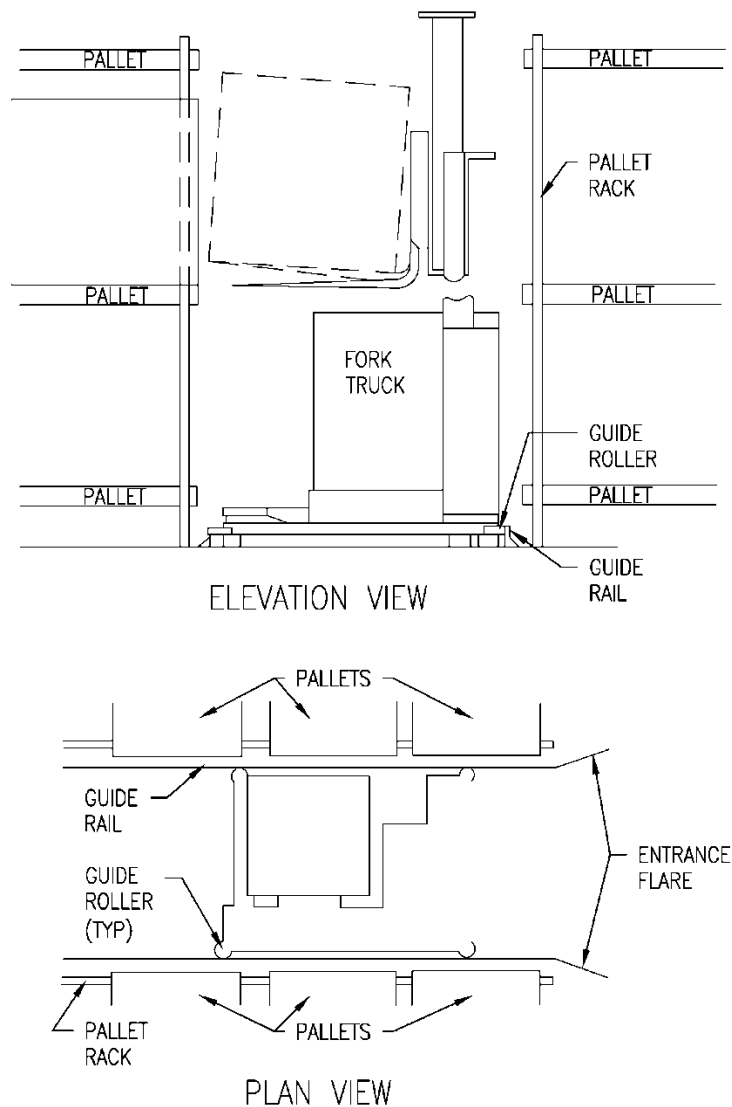 PALLET
PALLET
PALLET
RACK
PALLET
PALLET
FORK
TRUCK
GUIDE
ROLLER
PALLET
PALLET
GUIDE
RAIL
ELEVATION VIEW
PALLETS
GUIDE
RAIL
ENTRANCE
FLARE
GUIDE
ROLLER
(TYP)
PALLET
RACK
PALLETS
PLAN VIEW